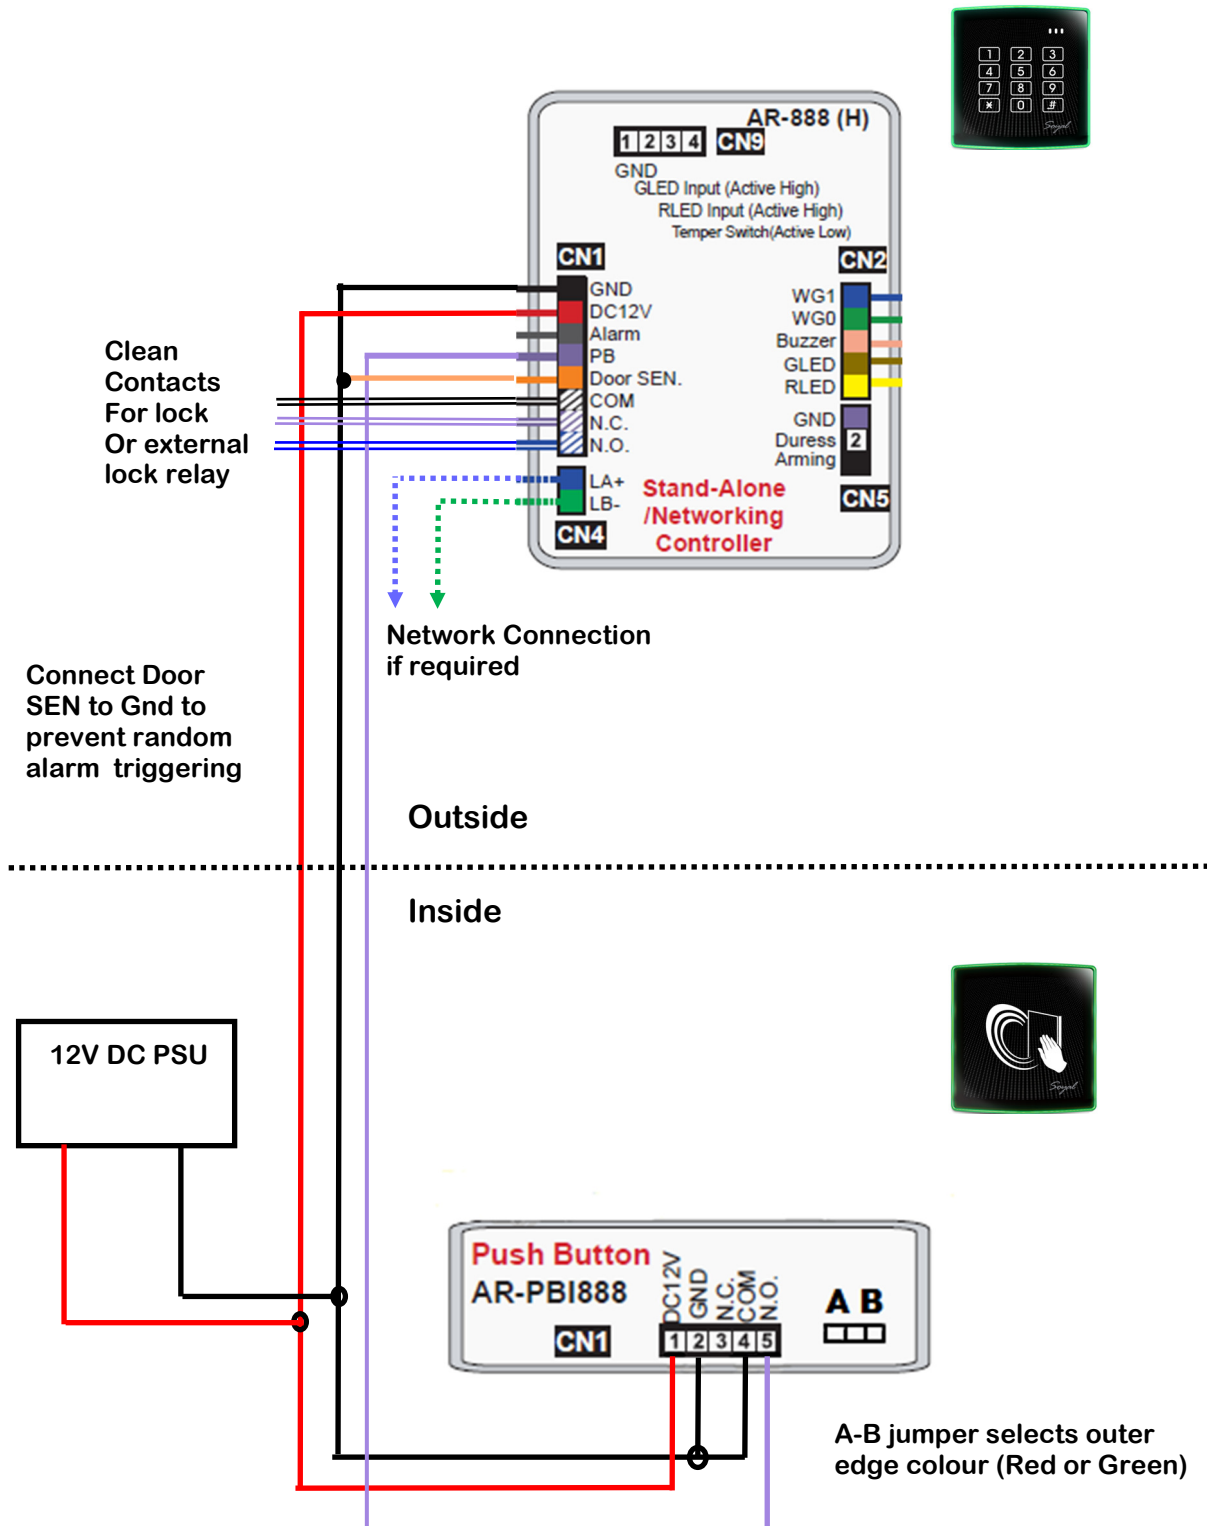 1 2 3
4 5 6
7 8 9
* 0 #
Soyal
AR-888 (H)
1 2 3 4 CN9
GND
GLED Input (Active High)
RLED Input (Active High)
Temper Switch(Active Low)
CN1
CN2
GND
DC12V
Alarm
PB
Door SEN.
COM
N.C.
N.O.
WG1
WG0
Buzzer
GLED
RLED
GND
Duress 2
Arming
CN5
LA+
LB-
CN4
Stand-Alone
/Networking
Controller
Clean
Contacts
For lock
Or external
lock relay
Network Connection
if required
Connect Door
SEN to Gnd to
prevent random
alarm triggering
Outside
Inside
12V DC PSU
Soyal
Push Button
AR-PBI888
CN1
DC12V
GND
N.C.
COM
N.O.
1 2 3 4 5
A B
A-B jumper selects outer
edge colour (Red or Green)